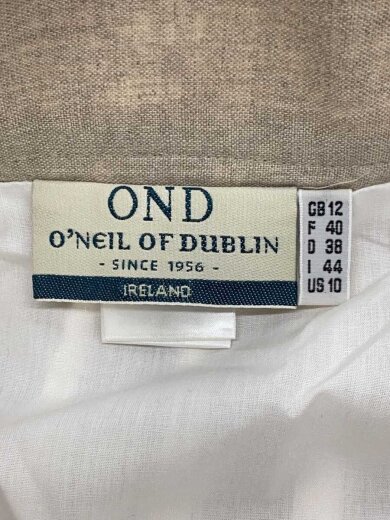 OND
O'NEIL OF DUBLIN
- SINCE 1956 -
IRELAND
GB 12
F 40
D 38
I 44
US 10